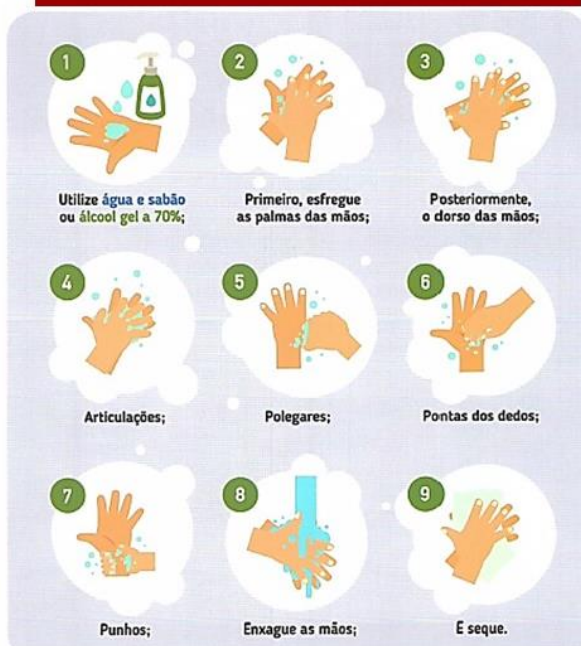 1
Utilize água e sabão
ou álcool gel a 70%;
2
Primeiro, esfregue
as palmas das mãos;
3
Posteriormente,
o dorso das mãos;
4
Articulações;
5
Polegares;
6
Pontas dos dedos;
7
Punhos;
8
Enxague as mãos;
9
E seque.